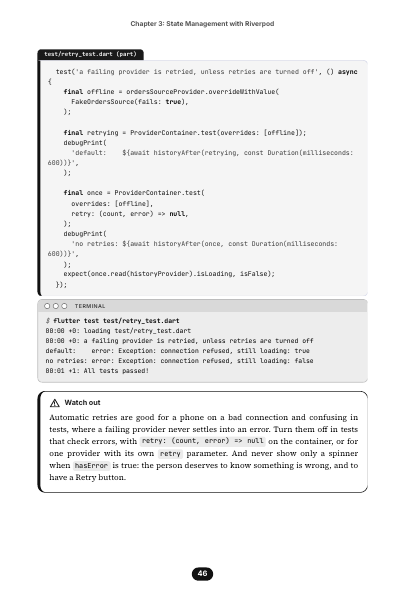 Chapter 3: State Management with Riverpod
test/retry_test.dart (part)
test('a failing provider is retried, unless retries are turned off', () async
{
final offline = ordersSourceProvider.overrideWithValue(
FakeOrdersSource(fails: true),
);
final retrying = ProviderContainer.test(overrides: [offline]);
debugPrint(
'default:    ${await historyAfter(retrying, const Duration(milliseconds:
600))}',
);
final once = ProviderContainer.test(
overrides: [offline],
retry: (count, error) => null,
);
debugPrint(
'no retries: ${await historyAfter(once, const Duration(milliseconds:
600))}',
);
expect(once.read(historyProvider).isLoading, isFalse);
});
TERMINAL
$ flutter test test/retry_test.dart
00:00 +0: loading test/retry_test.dart
00:00 +0: a failing provider is retried, unless retries are turned off
default:    error: Exception: connection refused, still loading: true
no retries: error: Exception: connection refused, still loading: false
00:01 +1: All tests passed!
Watch out
Automatic retries are good for a phone on a bad connection and confusing in
tests, where a failing provider never settles into an error. Turn them off in tests
that check errors, with retry: (count, error) => null on the container, or for
one provider with its own retry parameter. And never show only a spinner
when hasError is true: the person deserves to know something is wrong, and to
have a Retry button.
46